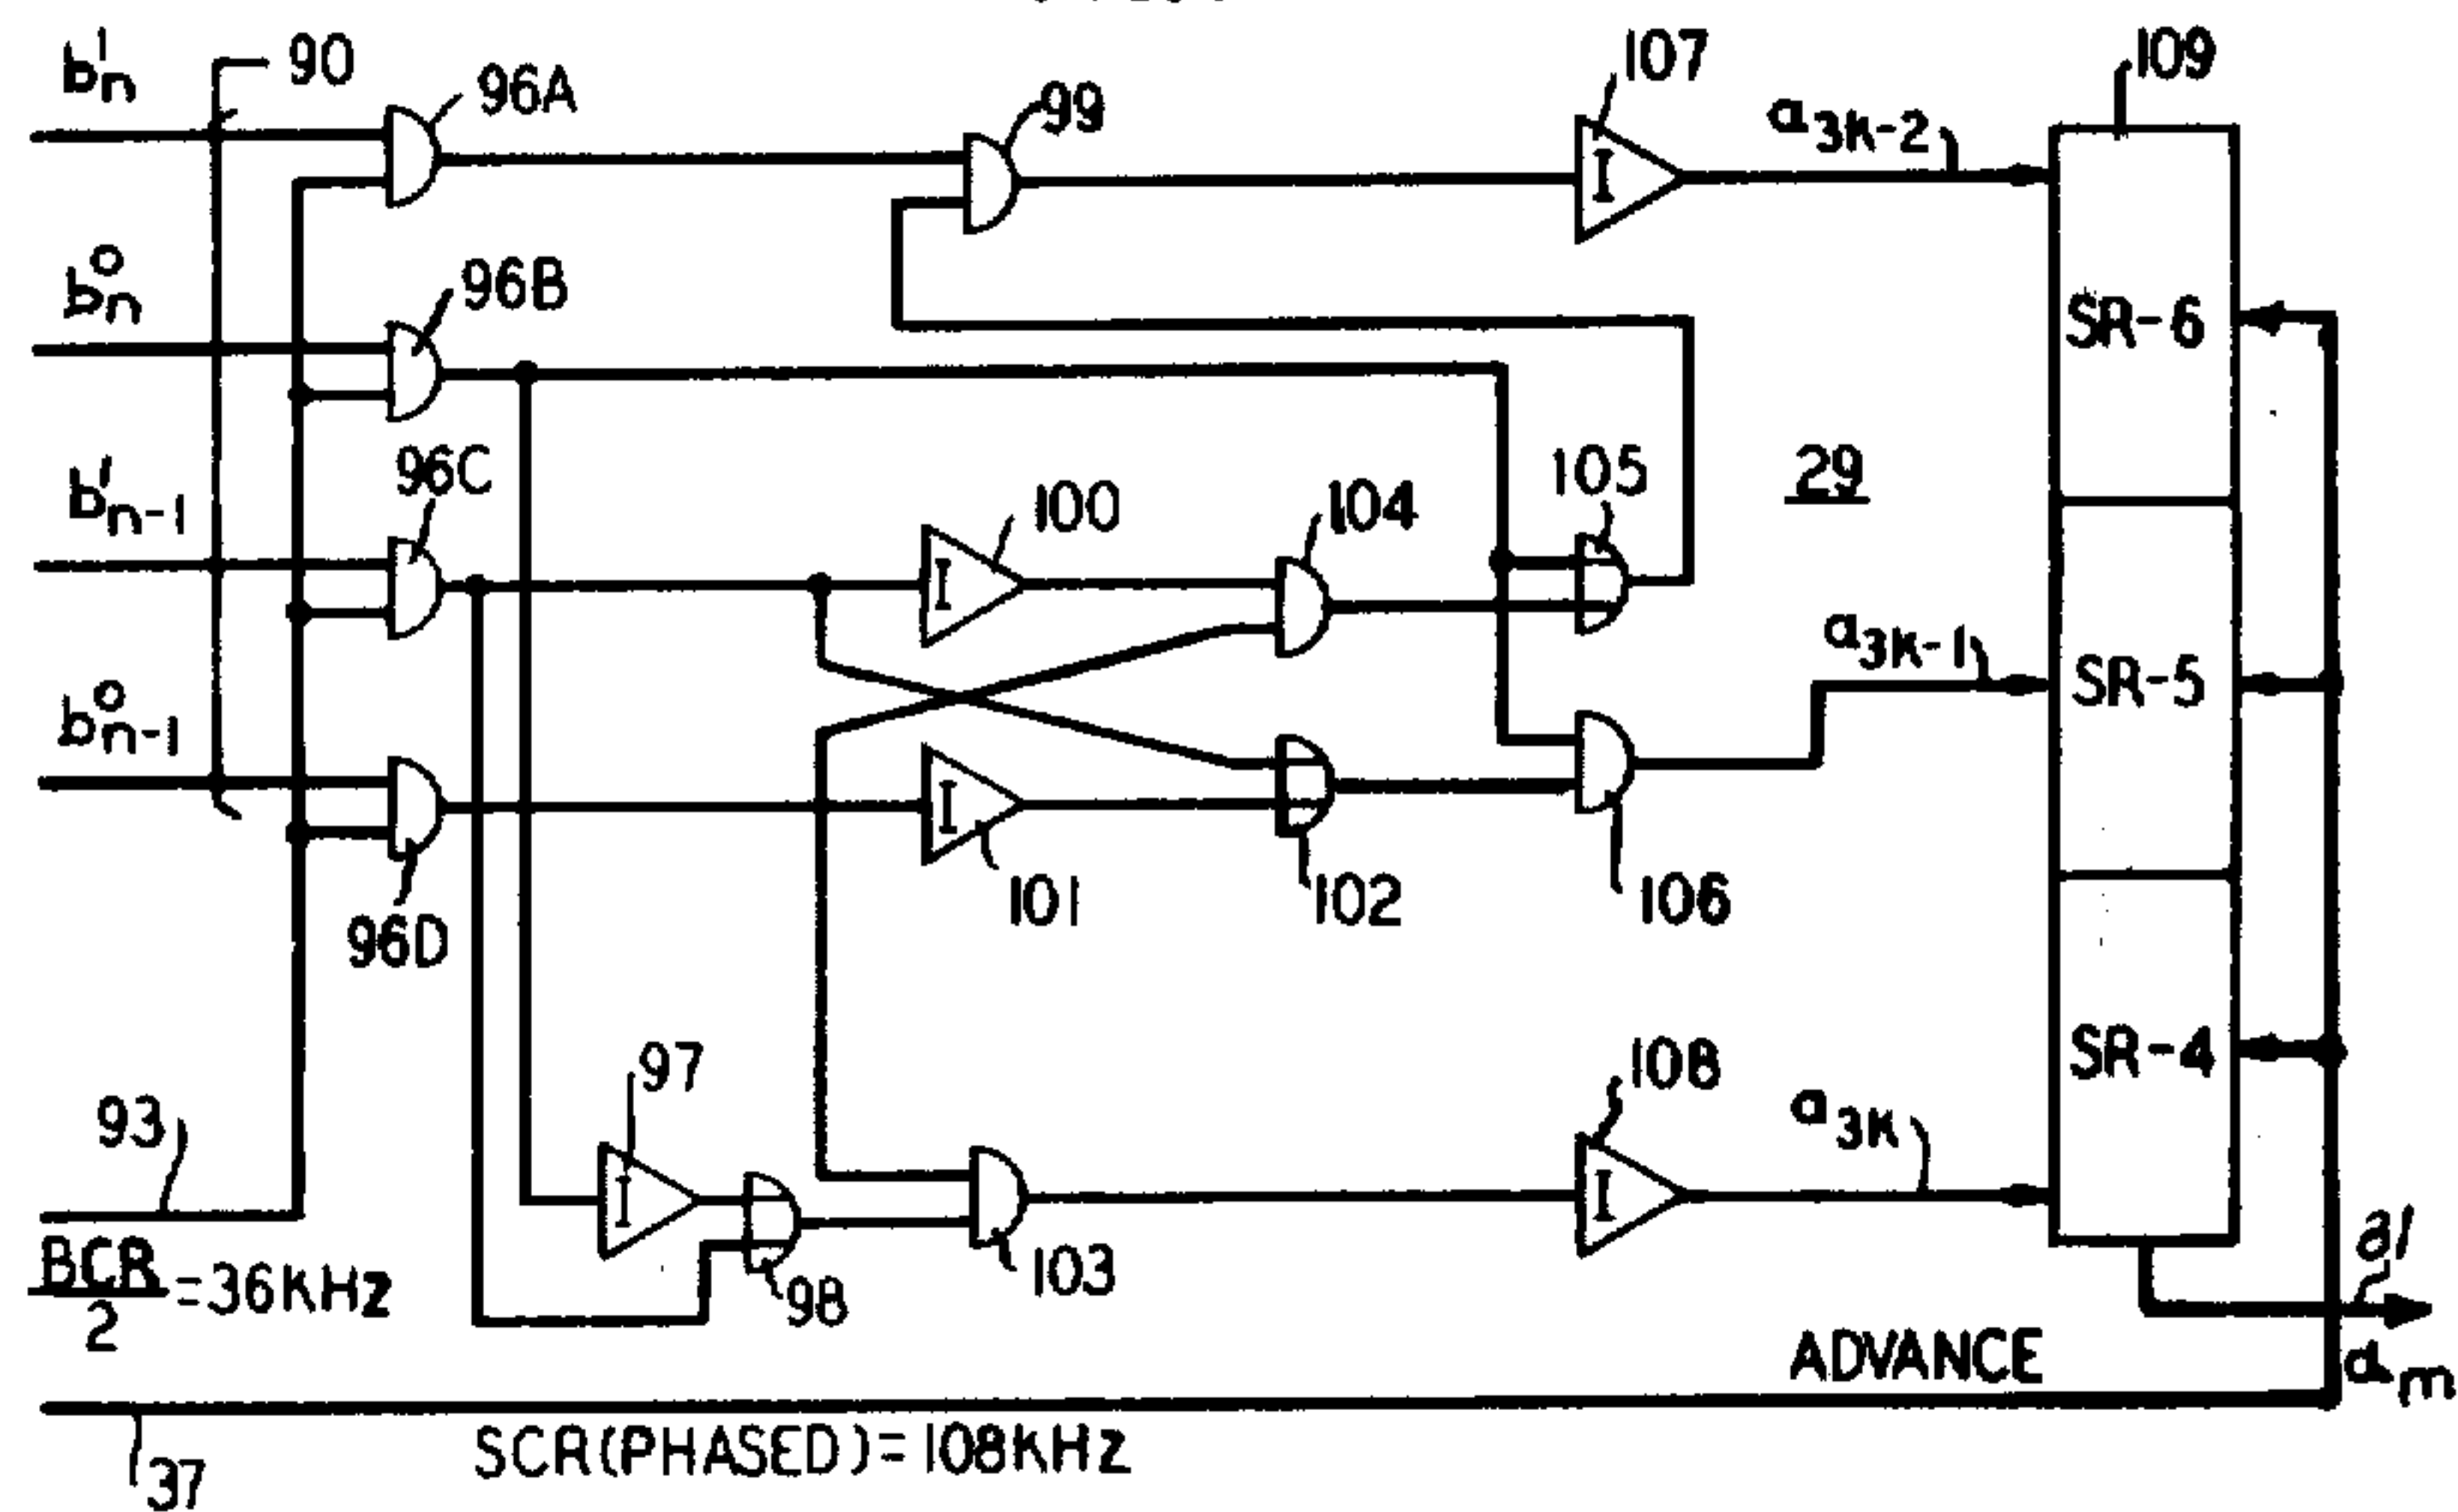 b'n
90
96A
99
107
a3K-2
109
b⁰n
96B
SR-6
b'n-1
96C
100
104
105
29
a3K-1
SR-5
b⁰n-1
I
96D
101
102
106
97
108
a3K
SR-4
93
98
103
BCR/2 =36KHz
ADVANCE
am
SCR(PHASED)=108KHz
37